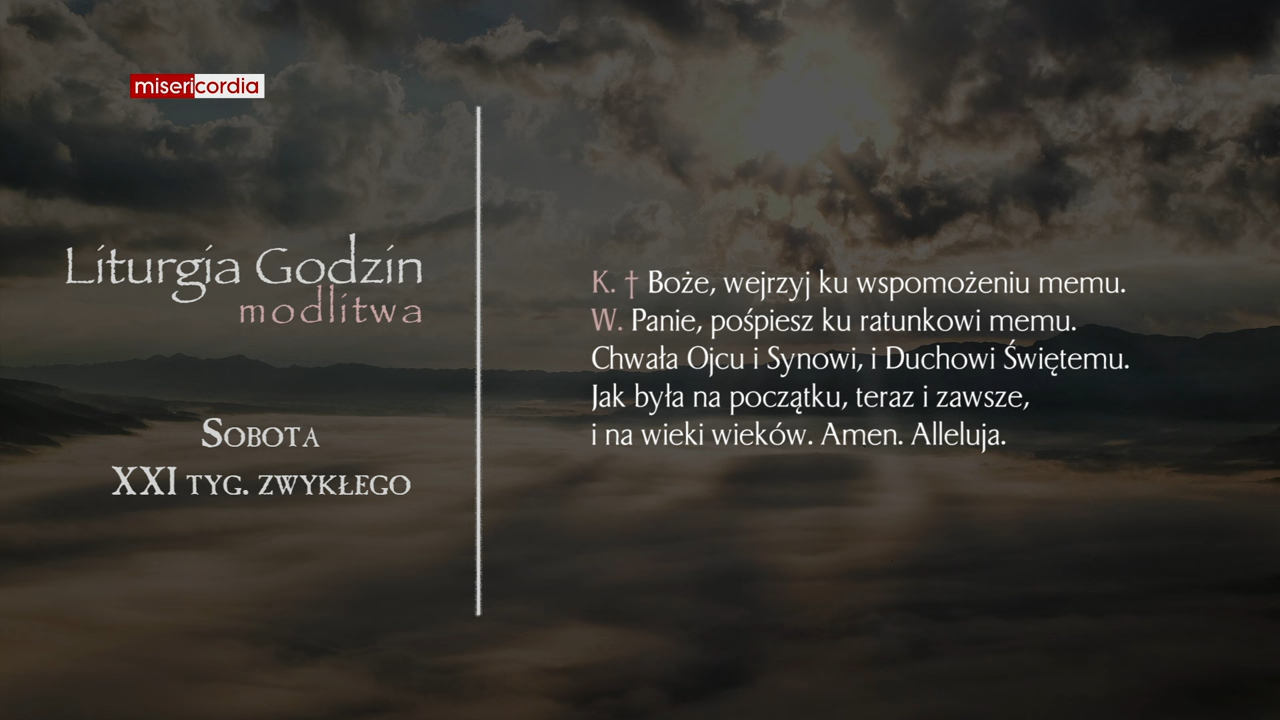 misericordia
Liturgia Godzin
modlitwa
Sobota
XXI tyg. zwykłego
K. † Boże, wejrzyj ku wspomożeniu memu.
W. Panie, pośpiesz ku ratunkowi memu.
Chwała Ojcu i Synowi, i Duchowi Świętemu.
Jak była na początku, teraz i zawsze,
i na wieki wieków. Amen. Alleluja.